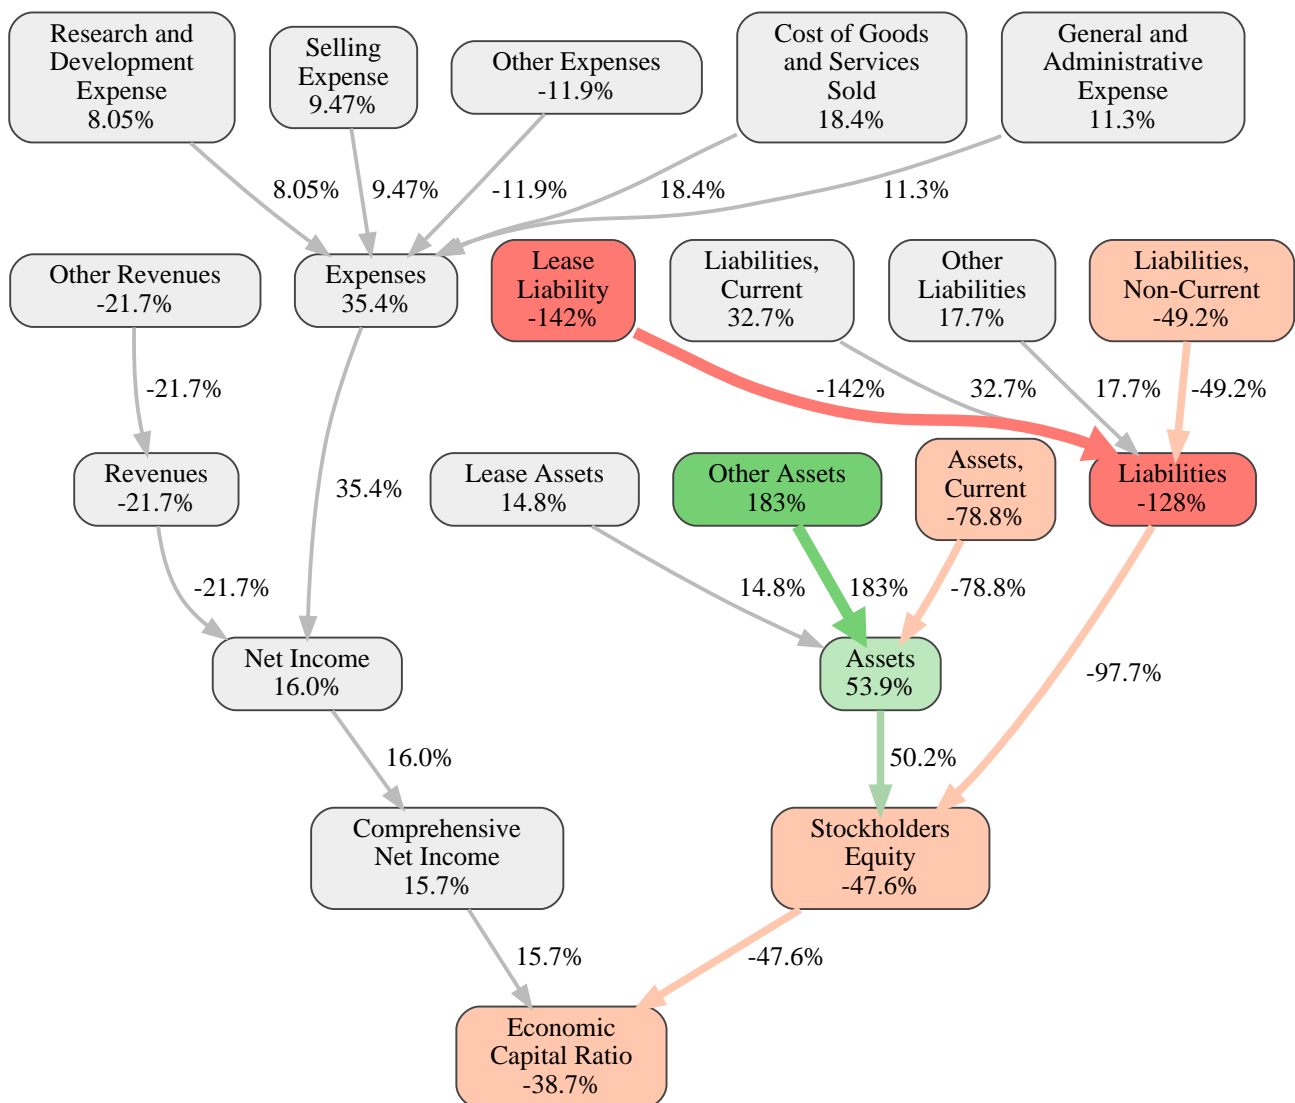 Research and
Development
Expense
8.05%
Selling
Expense
9.47%
Other Expenses
-11.9%
Cost of Goods
and Services
Sold
18.4%
General and
Administrative
Expense
11.3%
8.05%
9.47%
-11.9%
18.4%
11.3%
Other Revenues
-21.7%
Expenses
35.4%
Lease
Liability
-142%
Liabilities,
Current
32.7%
Other
Liabilities
17.7%
Liabilities,
Non-Current
-49.2%
-21.7%
-142%
32.7%
17.7%
-49.2%
Revenues
-21.7%
35.4%
Lease Assets
14.8%
Other Assets
183%
Assets,
Current
-78.8%
Liabilities
-128%
-21.7%
14.8%
183%
-78.8%
Net Income
16.0%
Assets
53.9%
-97.7%
16.0%
50.2%
Comprehensive
Net Income
15.7%
Stockholders
Equity
-47.6%
15.7%
-47.6%
Economic
Capital Ratio
-38.7%